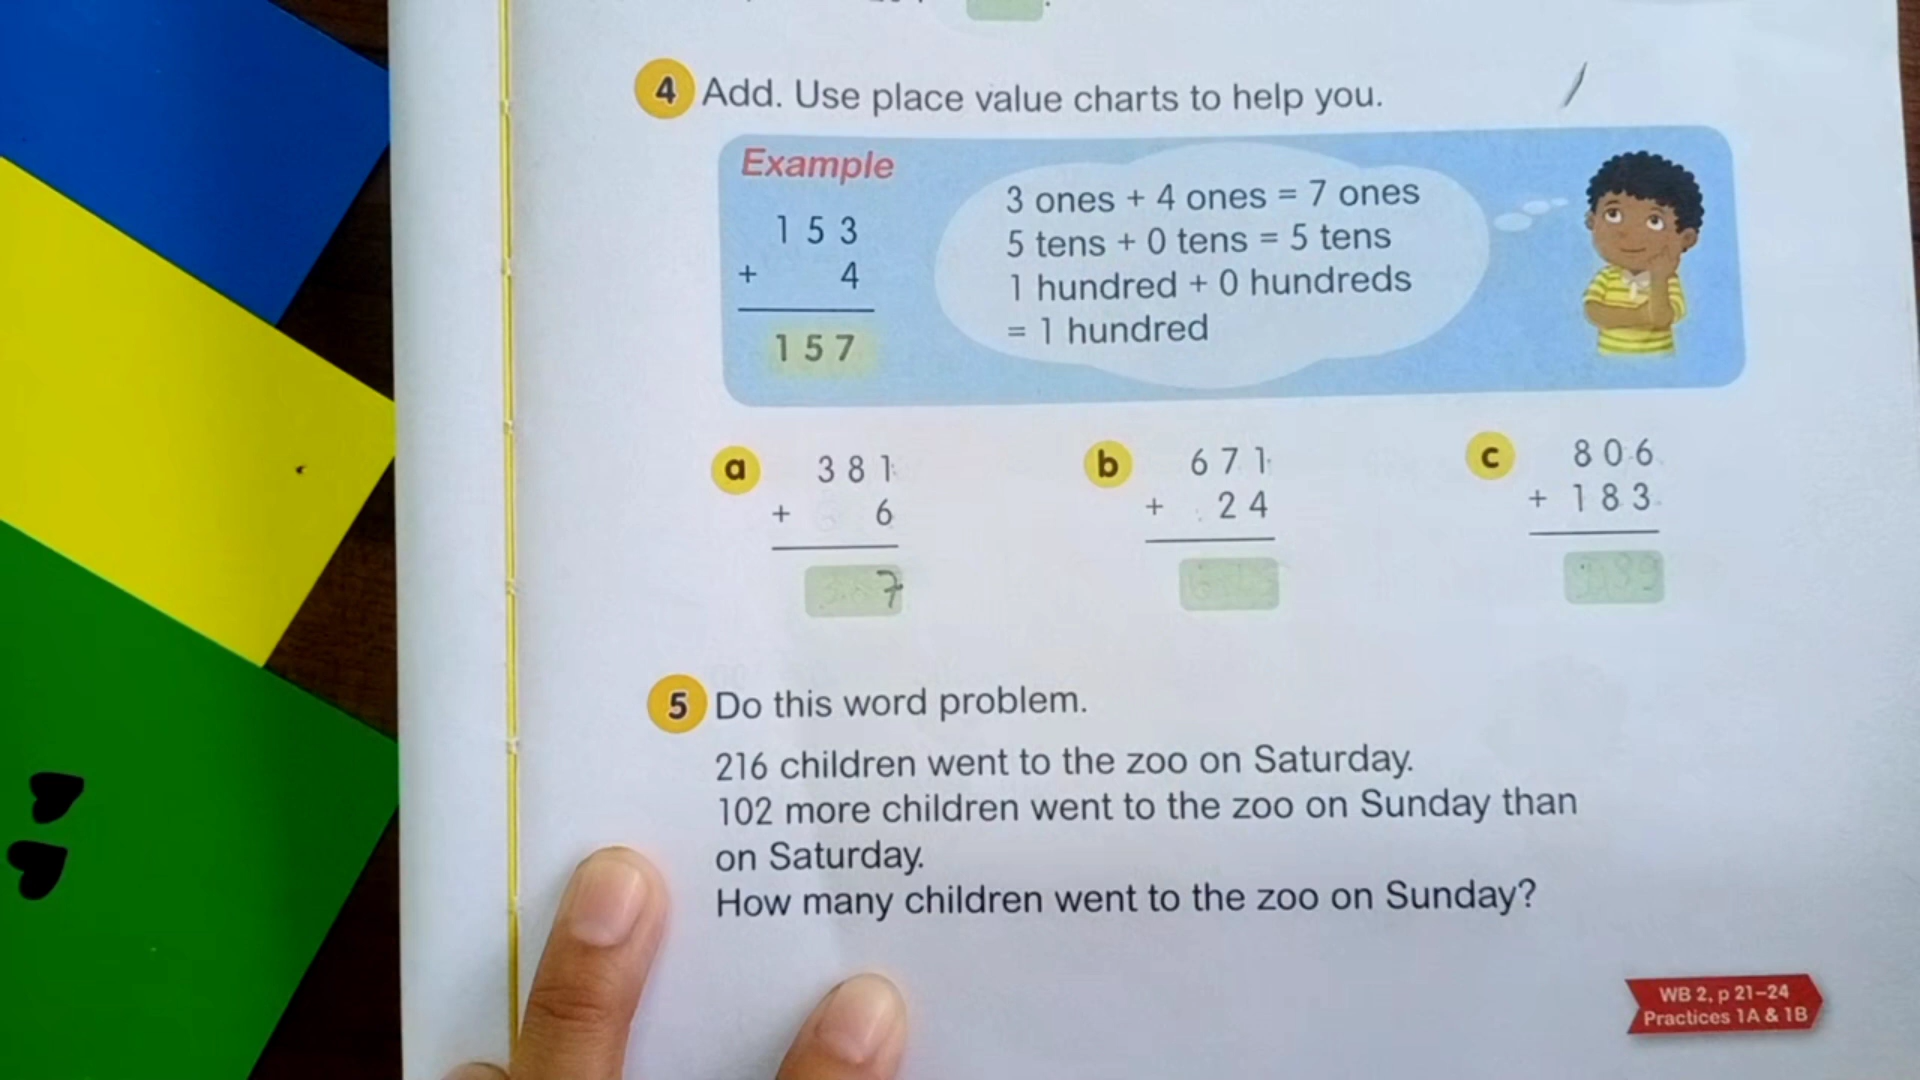 4 Add. Use place value charts to help you.
Example
153
+ 4
157
3 ones + 4 ones = 7 ones
5 tens + 0 tens = 5 tens
1 hundred + 0 hundreds
= 1 hundred
a 381
+ 6
7
b 671
+ 24
c 806
+ 183
5 Do this word problem.
216 children went to the zoo on Saturday.
102 more children went to the zoo on Sunday than
on Saturday.
How many children went to the zoo on Sunday?
WB 2, p 21–24
Practices 1A & 1B